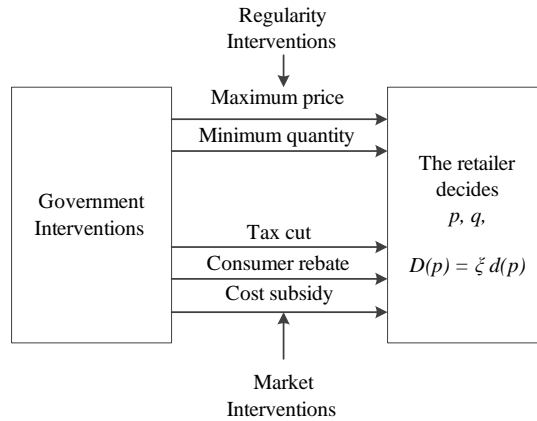 Regularity
Interventions
Maximum price
Minimum quantity
Government
Interventions
The retailer
decides
p, q,
D(p) = ξ d(p)
Tax cut
Consumer rebate
Cost subsidy
Market
Interventions